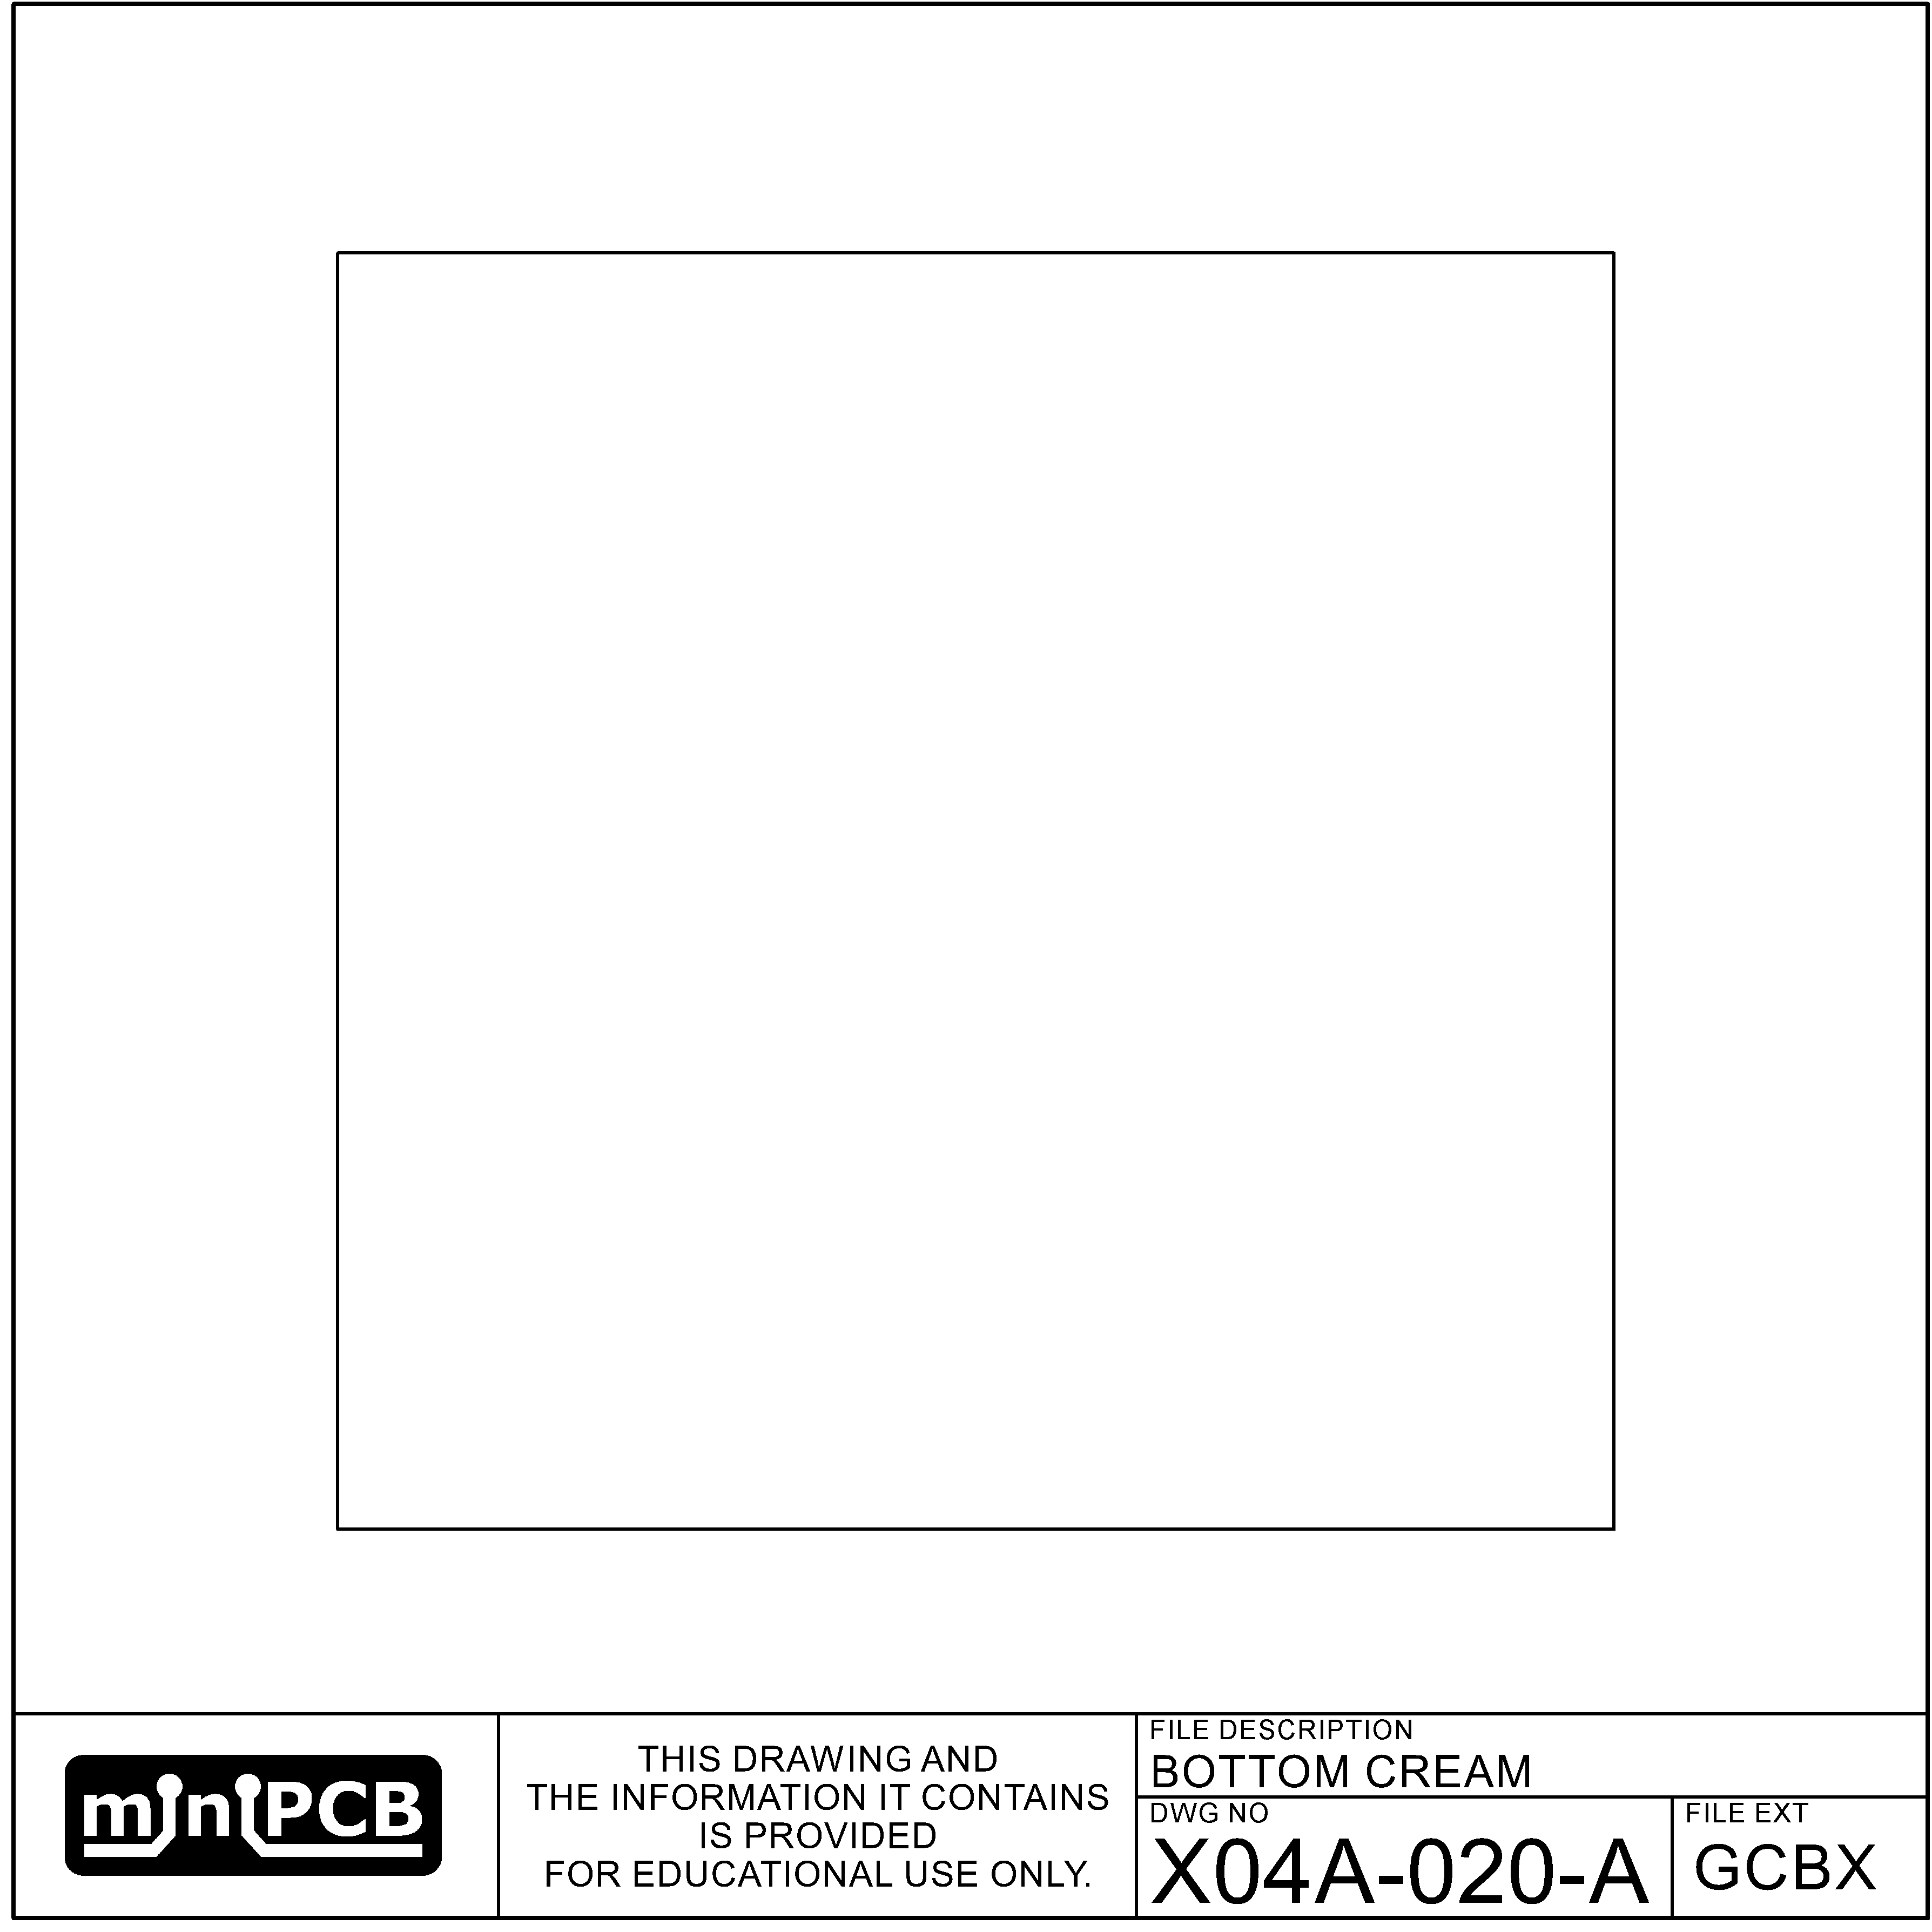 miniPCB
THIS DRAWING AND
THE INFORMATION IT CONTAINS
IS PROVIDED
FOR EDUCATIONAL USE ONLY.
FILE DESCRIPTION
BOTTOM CREAM
DWG NO
X04A-020-A
FILE EXT
GCBX